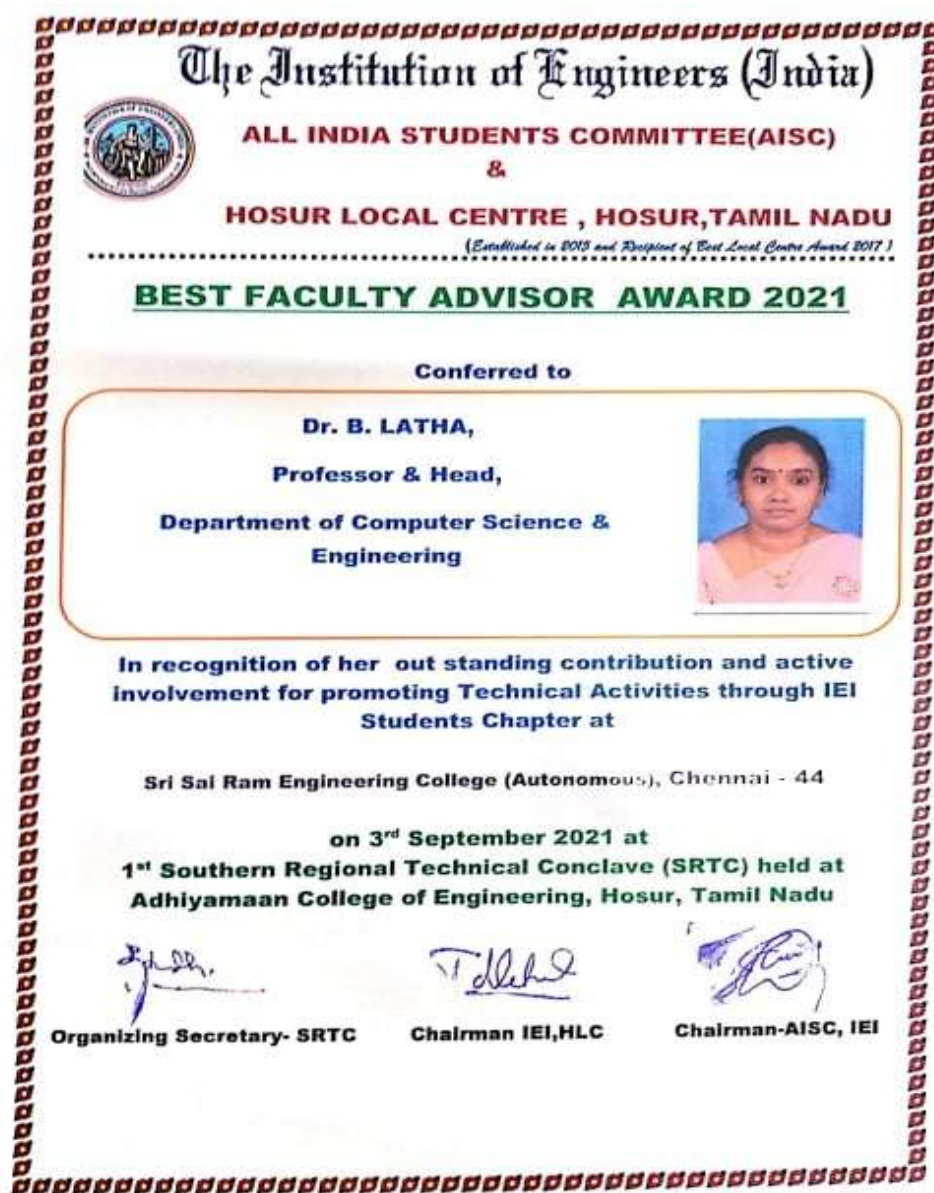 The Institution of Engineers (India)
ALL INDIA STUDENTS COMMITTEE(AISC)
&
HOSUR LOCAL CENTRE , HOSUR,TAMIL NADU
(Established in 2015 and Recipient of Best Local Centre Award 2017 )
BEST FACULTY ADVISOR AWARD 2021
Conferred to
Dr. B. LATHA,
Professor & Head,
Department of Computer Science &
Engineering
In recognition of her out standing contribution and active
involvement for promoting Technical Activities through IEI
Students Chapter at
Sri Sai Ram Engineering College (Autonomous), Chennai - 44
on 3rd September 2021 at
1st Southern Regional Technical Conclave (SRTC) held at
Adhiyamaan College of Engineering, Hosur, Tamil Nadu
Organizing Secretary- SRTC
Chairman IEI,HLC
Chairman-AISC, IEI